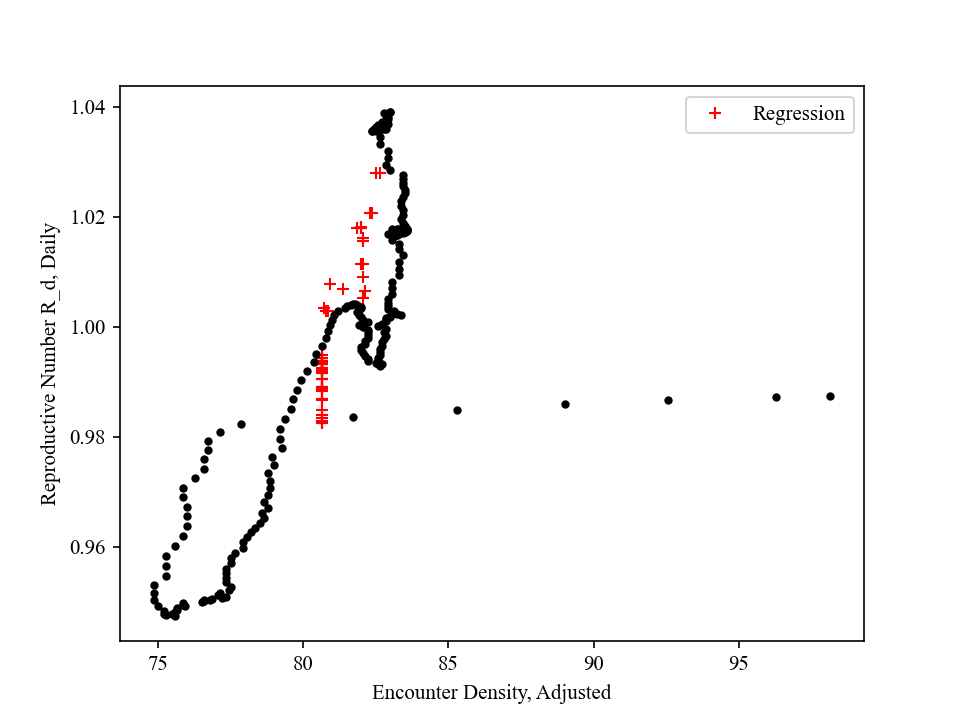 Regression
1.04
1.02
1.00
0.98
0.96
Reproductive Number R_d, Daily
75 80 85 90 95
Encounter Density, Adjusted